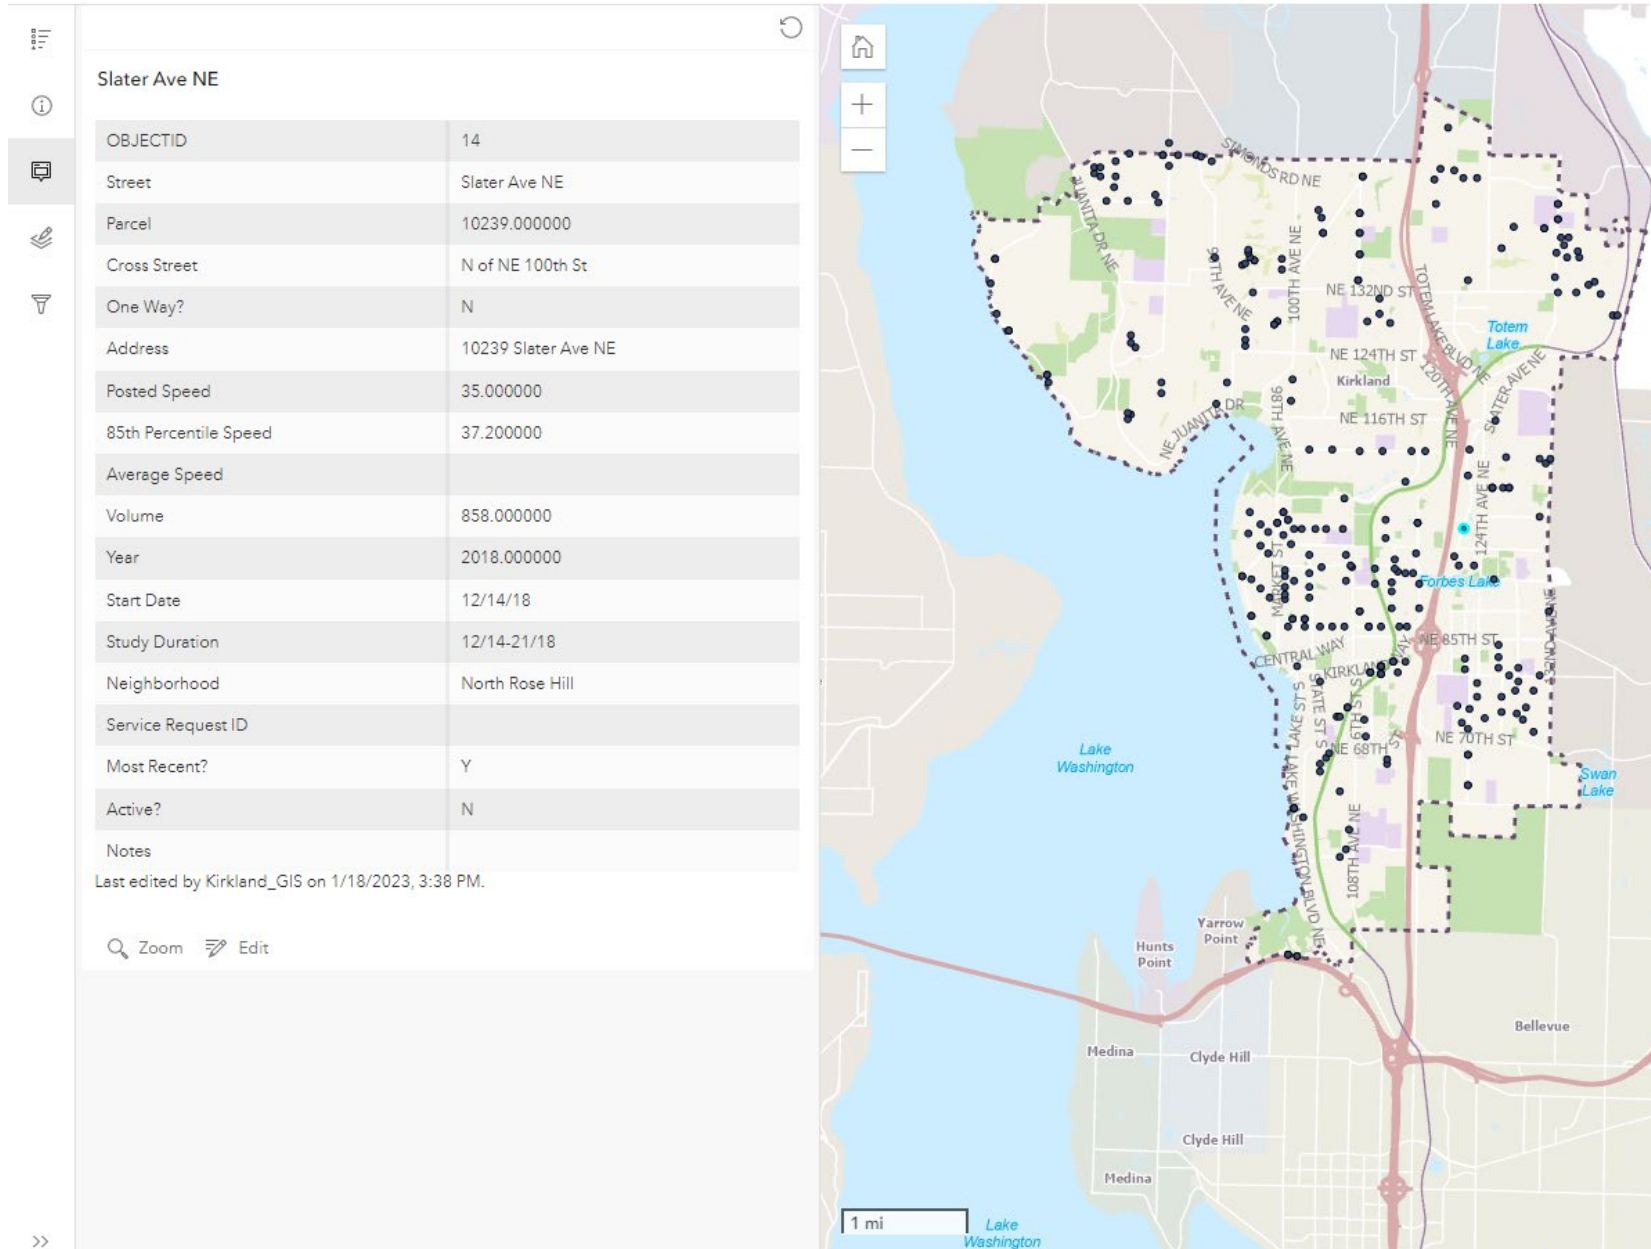 Slater Ave NE
OBJECTID 14
Street Slater Ave NE
Parcel 10239.000000
Cross Street N of NE 100th St
One Way? N
Address 10239 Slater Ave NE
Posted Speed 35.000000
85th Percentile Speed 37.200000
Average Speed
Volume 858.000000
Year 2018.000000
Start Date 12/14/18
Study Duration 12/14-21/18
Neighborhood North Rose Hill
Service Request ID
Most Recent? Y
Active? N
Notes
Last edited by Kirkland_GIS on 1/18/2023, 3:38 PM.
Zoom Edit
SIMONDS RD NE
JUANITA DR NE
100TH AVE NE
NE 132ND ST
TOTEM LAKE BLVD NE
Totem
Lake
NE 124TH ST
Kirkland
120TH AVE NE
SLATER AVE NE
NE 116TH ST
98TH AVE NE
NE JUANITA DR
124TH AVE NE
MARKET ST
Forbes Lake
132ND AVE NE
NE 85TH ST
CENTRAL WAY
KIRKLAND WAY
LAKE ST S
STATE ST S
6TH ST S
NE 68TH ST
NE 70TH ST
Lake
Washington
Swan
Lake
LAKE WASHINGTON BLVD NE
108TH AVE NE
Yarrow
Point
Hunts
Point
Bellevue
Medina
Clyde Hill
Clyde Hill
Medina
1 mi
Lake
Washington